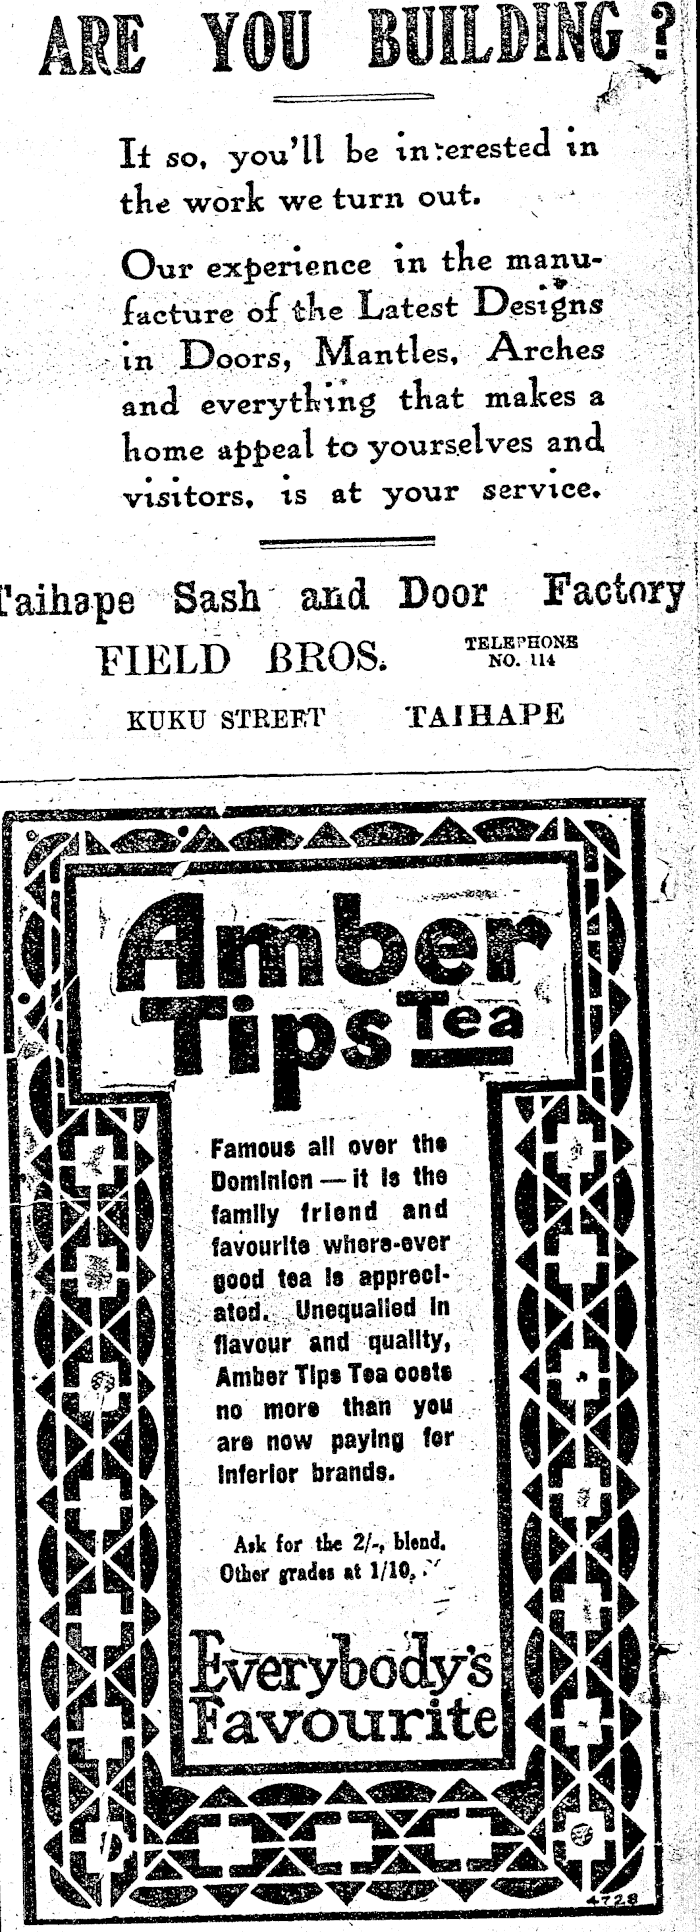 ARE YOU BUILDING ?
If so, you'll be interested in
the work we turn out.
Our experience in the manu-
facture of the Latest Designs
in Doors, Mantles, Arches
and everything that makes a
home appeal to yourselves and
visitors, is at your service.
Taihape Sash and Door Factory
FIELD BROS.
TELEPHONE
NO. 114
KUKU STREET TAIHAPE
Amber
Tips Tea
Famous all over the
Dominion — it is the
family friend and
favourite where-ever
good tea is appreci-
ated. Unequalled in
flavour and quality,
Amber Tips Tea costs
no more than you
are now paying for
inferior brands.
Ask for the 2/-, blend.
Other grades at 1/10,
Everybody's
Favourite
4728